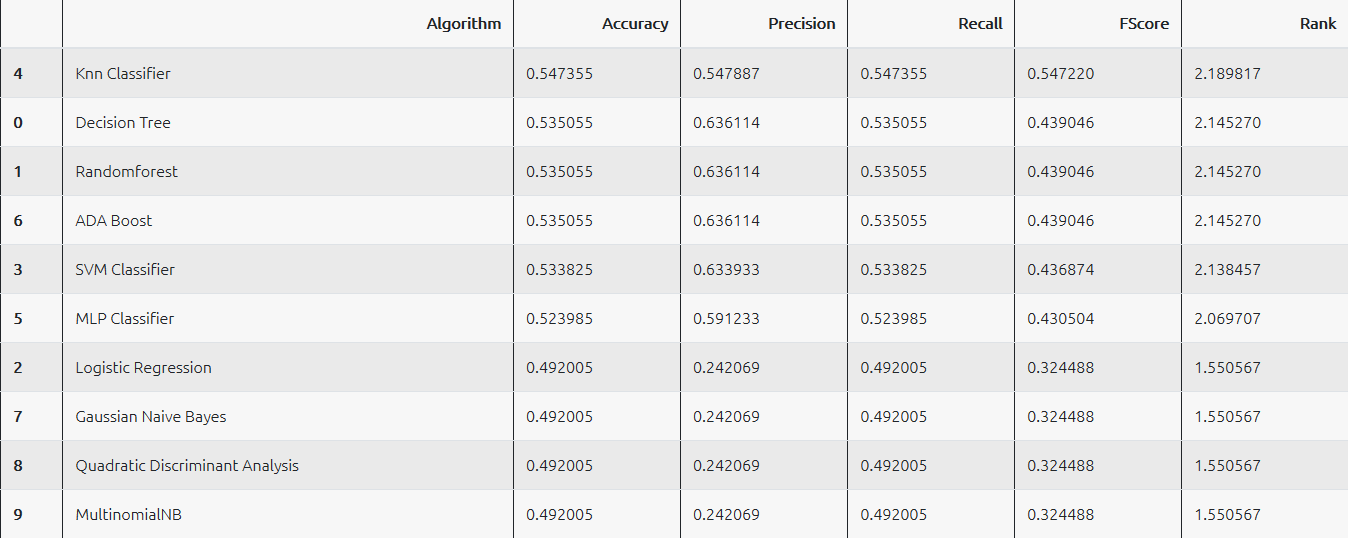 Algorithm Accuracy Precision Recall FScore Rank
4 Knn Classifier 0.547355 0.547887 0.547355 0.547220 2.189817
0 Decision Tree 0.535055 0.636114 0.535055 0.439046 2.145270
1 Randomforest 0.535055 0.636114 0.535055 0.439046 2.145270
6 ADA Boost 0.535055 0.636114 0.535055 0.439046 2.145270
3 SVM Classifier 0.533825 0.633933 0.533825 0.436874 2.138457
5 MLP Classifier 0.523985 0.591233 0.523985 0.430504 2.069707
2 Logistic Regression 0.492005 0.242069 0.492005 0.324488 1.550567
7 Gaussian Naive Bayes 0.492005 0.242069 0.492005 0.324488 1.550567
8 Quadratic Discriminant Analysis 0.492005 0.242069 0.492005 0.324488 1.550567
9 MultinomialNB 0.492005 0.242069 0.492005 0.324488 1.550567